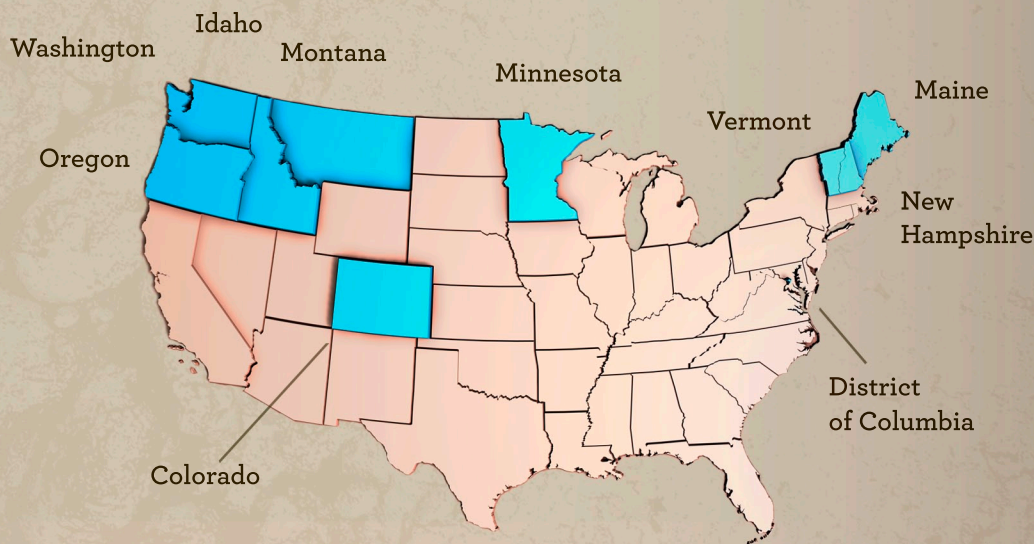 Idaho
Washington
Montana
Minnesota
Maine
Vermont
Oregon
New
Hampshire
District
of Columbia
Colorado